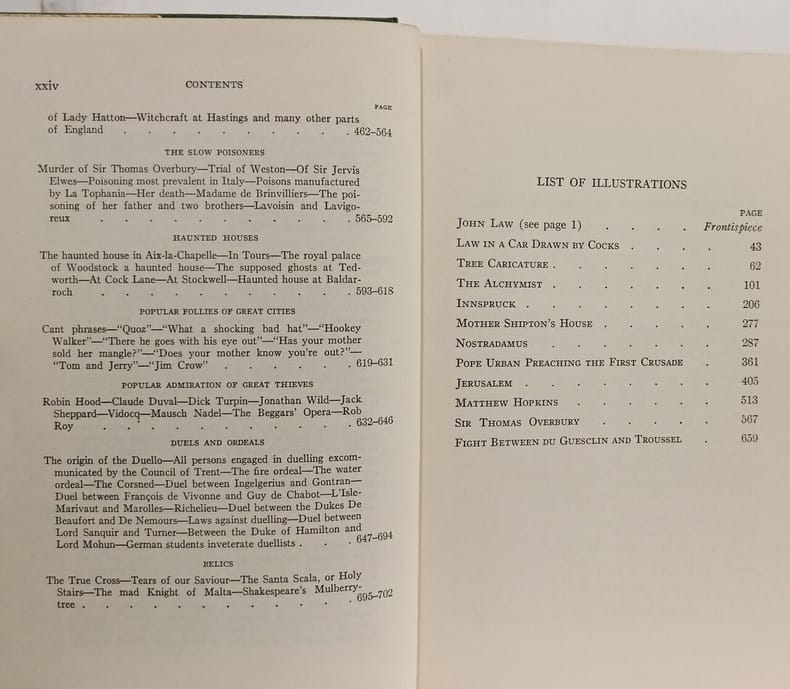 xxiv CONTENTS
PAGE
of Lady Hatton—Witchcraft at Hastings and many other parts
of England . . . . . . . . . . 462–564
THE SLOW POISONERS
Murder of Sir Thomas Overbury—Trial of Weston—Of Sir Jervis
Elwes—Poisoning most prevalent in Italy—Poisons manufactured
by La Tophania—Her death—Madame de Brinvilliers—The poi-
soning of her father and two brothers—Lavoisin and Lavigo-
reux . . . . . . . . . . . 565–592
HAUNTED HOUSES
The haunted house in Aix-la-Chapelle—In Tours—The royal palace
of Woodstock a haunted house—The supposed ghosts at Ted-
worth—At Cock Lane—At Stockwell—Haunted house at Baldar-
roch . . . . . . . . . . . 593–618
POPULAR FOLLIES OF GREAT CITIES
Cant phrases—“Quoz”—“What a shocking bad hat”—“Hookey
Walker”—“There he goes with his eye out”—“Has your mother
sold her mangle?”—“Does your mother know you're out?”—
“Tom and Jerry”—“Jim Crow” . . . . . . 619–631
POPULAR ADMIRATION OF GREAT THIEVES
Robin Hood—Claude Duval—Dick Turpin—Jonathan Wild—Jack
Sheppard—Vidocq—Mausch Nadel—The Beggars' Opera—Rob
Roy . . . . . . . . . . . 632–646
DUELS AND ORDEALS
The origin of the Duello—All persons engaged in duelling excom-
municated by the Council of Trent—The fire ordeal—The water
ordeal—The Corsned—Duel between Ingelgerius and Gontran—
Duel between François de Vivonne and Guy de Chabot—L'Isle-
Marivaut and Marolles—Richelieu—Duel between the Dukes De
Beaufort and De Nemours—Laws against duelling—Duel between
Lord Sanquir and Turner—Between the Duke of Hamilton and
Lord Mohun—German students inveterate duellists . . . 647–694
RELICS
The True Cross—Tears of our Saviour—The Santa Scala, or Holy
Stairs—The mad Knight of Malta—Shakespeare's Mulberry-
tree . . . . . . . . . . . . 695–702
LIST OF ILLUSTRATIONS
PAGE
JOHN LAW (see page 1) . . . . Frontispiece
LAW IN A CAR DRAWN BY COCKS . . . . 43
TREE CARICATURE . . . . . . . 62
THE ALCHYMIST . . . . . . . 101
INNSPRUCK . . . . . . . . 206
MOTHER SHIPTON'S HOUSE . . . . . 277
NOSTRADAMUS . . . . . . . 287
POPE URBAN PREACHING THE FIRST CRUSADE . 361
JERUSALEM . . . . . . . . 405
MATTHEW HOPKINS . . . . . . 513
SIR THOMAS OVERBURY . . . . . 567
FIGHT BETWEEN DU GUESCLIN AND TROUSSEL . 659